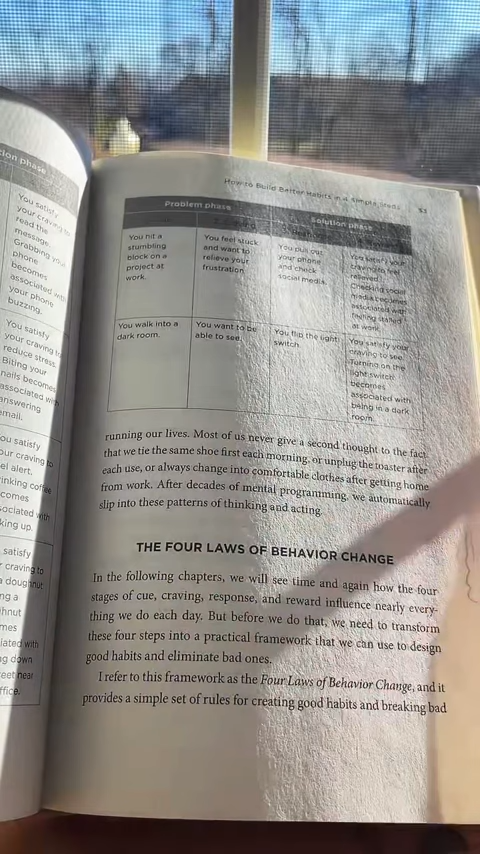 ion phase
You satisfy
your craving to
read the
message.
Grabbing your
phone
becomes
associated with
your phone
buzzing.
You satisfy
your craving to
reduce stress.
Biting your
nails becomes
associated with
answering
email.
ou satisfy
our craving to
el alert.
inking coffee
comes
sociated with
king up.
satisfy
r craving to
a doughnut.
ng a
hnut
mes
iated with
ng down
reet near
ffice.
How to Build Better Habits in 4 Simple Steps 53
Problem phase Solution phase
You hit a
stumbling
block on a
project at
work.
You feel stuck
and want to
relieve your
frustration.
You pull out
your phone
and check
social media.
You satisfy your
craving to feel
relieved.
Checking social
media becomes
associated with
feeling stalled
at work.
You walk into a
dark room.
You want to be
able to see.
You flip the light
switch.
You satisfy your
craving to see.
Turning on the
light switch
becomes
associated with
being in a dark
room.
running our lives. Most of us never give a second thought to the fact
that we tie the same shoe first each morning, or unplug the toaster after
each use, or always change into comfortable clothes after getting home
from work. After decades of mental programming, we automatically
slip into these patterns of thinking and acting.
THE FOUR LAWS OF BEHAVIOR CHANGE
In the following chapters, we will see time and again how the four
stages of cue, craving, response, and reward influence nearly every-
thing we do each day. But before we do that, we need to transform
these four steps into a practical framework that we can use to design
good habits and eliminate bad ones.
I refer to this framework as the Four Laws of Behavior Change, and it
provides a simple set of rules for creating good habits and breaking bad